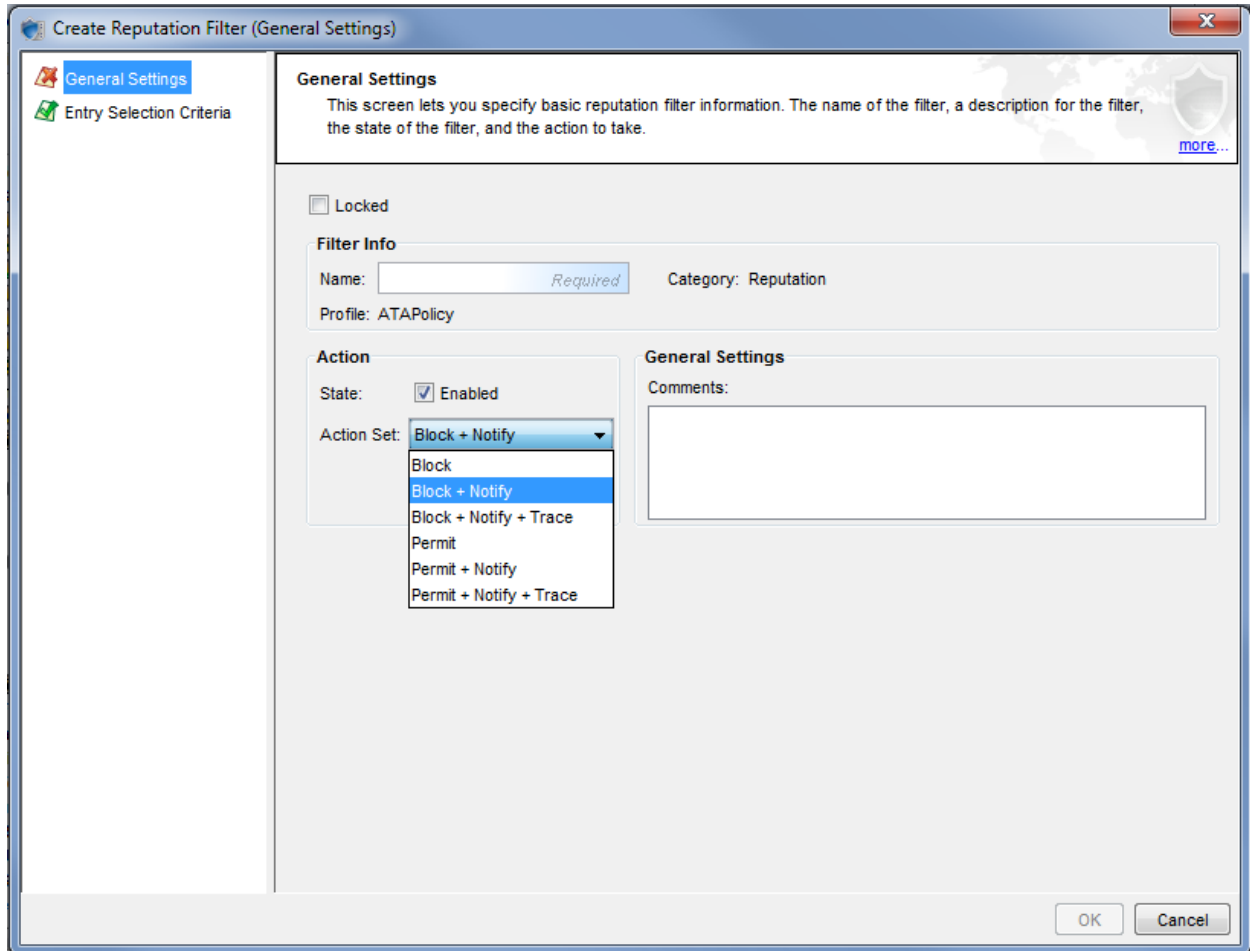 Create Reputation Filter (General Settings)
General Settings
Entry Selection Criteria
General Settings
This screen lets you specify basic reputation filter information. The name of the filter, a description for the filter,
the state of the filter, and the action to take.
more...
Locked
Filter Info
Name: Required Category: Reputation
Profile: ATAPolicy
Action
State: Enabled
Action Set: Block + Notify
Block
Block + Notify
Block + Notify + Trace
Permit
Permit + Notify
Permit + Notify + Trace
General Settings
Comments:
OK Cancel